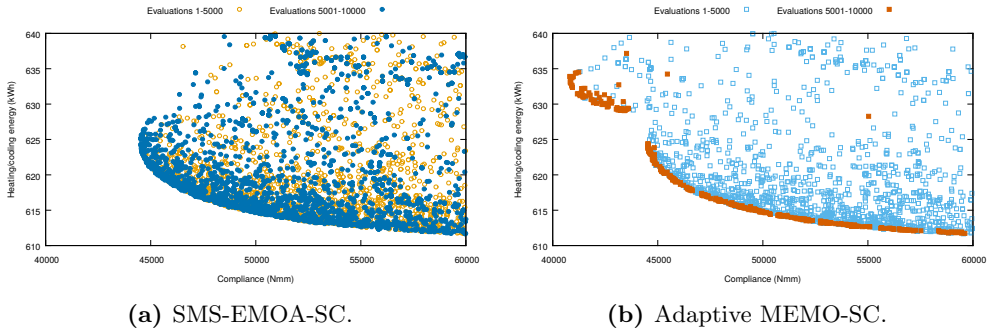 Evaluations 1-5000 Evaluations 5001-10000
640
635
630
625
620
615
610
Heating/cooling energy (kWh)
40000 45000 50000 55000 60000
Compliance (Nmm)
(a) SMS-EMOA-SC.
Evaluations 1-5000 Evaluations 5001-10000
640
635
630
625
620
615
610
Heating/cooling energy (kWh)
40000 45000 50000 55000 60000
Compliance (Nmm)
(b) Adaptive MEMO-SC.